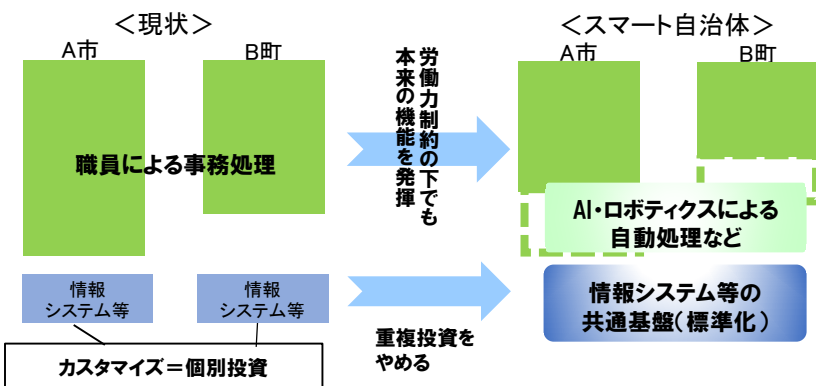 ＜現状＞
A市
B町
職員による事務処理
情報
システム等
情報
システム等
カスタマイズ＝個別投資
労働力制約の下でも
本来の機能を発揮
重複投資を
やめる
＜スマート自治体＞
A市
B町
AI・ロボティクスによる
自動処理など
情報システム等の
共通基盤(標準化)